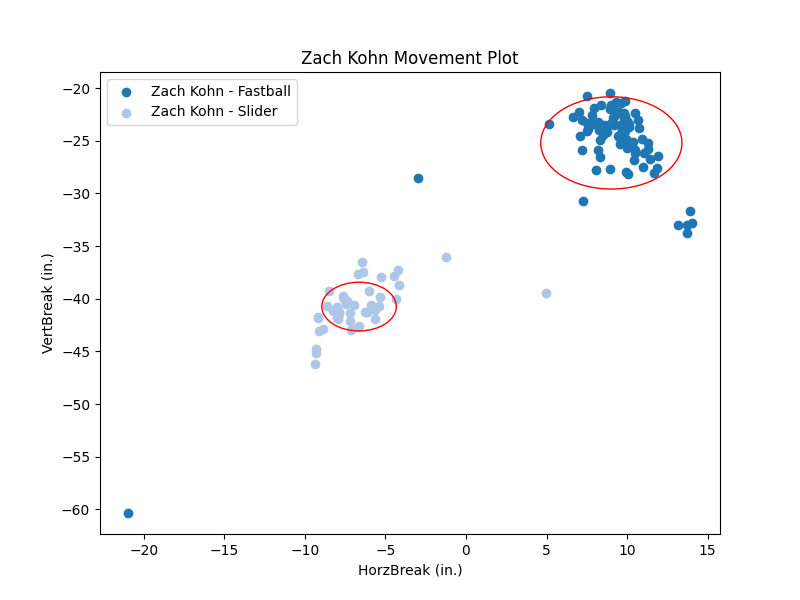 Zach Kohn Movement Plot
Zach Kohn - Fastball
Zach Kohn - Slider
−20
−25
−30
−35
−40
−45
−50
−55
−60
VertBreak (in.)
−20 −15 −10 −5 0 5 10 15
HorzBreak (in.)